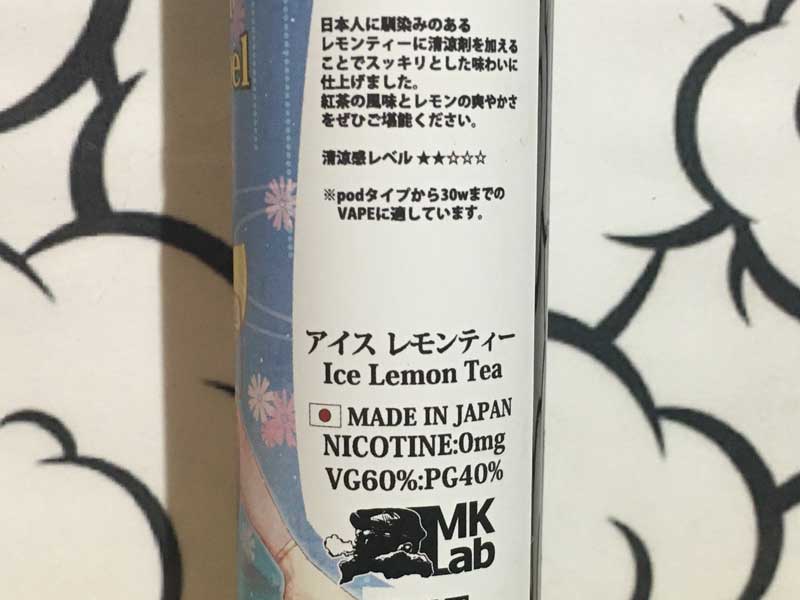 el
日本人に馴染みのある
レモンティーに清涼剤を加える
ことでスッキリとした味わいに
仕上げました。
紅茶の風味とレモンの爽やかさ
をぜひご堪能ください。
清涼感レベル ★★☆☆☆
※podタイプから30wまでの
VAPEに適しています。
アイス レモンティー
Ice Lemon Tea
MADE IN JAPAN
NICOTINE:0mg
VG60%:PG40%
MK
Lab